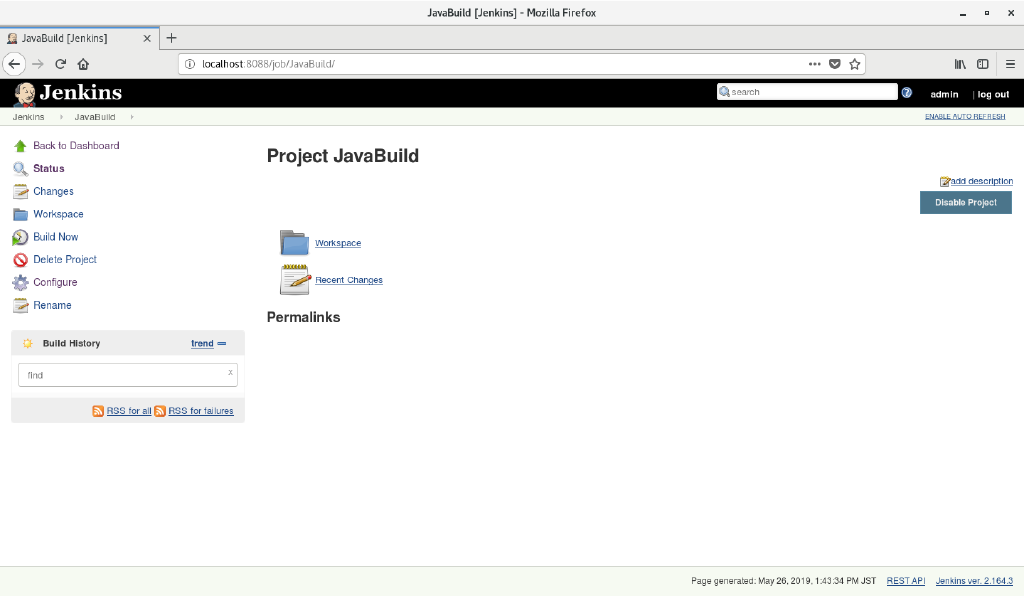 JavaBuild [Jenkins] - Mozilla Firefox
JavaBuild [Jenkins]
localhost:8088/job/JavaBuild/
Jenkins
search
admin
| log out
Jenkins
JavaBuild
ENABLE AUTO REFRESH
Back to Dashboard
Status
Changes
Workspace
Build Now
Delete Project
Configure
Rename
Build History
trend
find
x
RSS for all
RSS for failures
Project JavaBuild
add description
Disable Project
Workspace
Recent Changes
Permalinks
Page generated: May 26, 2019, 1:43:34 PM JST
REST API
Jenkins ver. 2.164.3